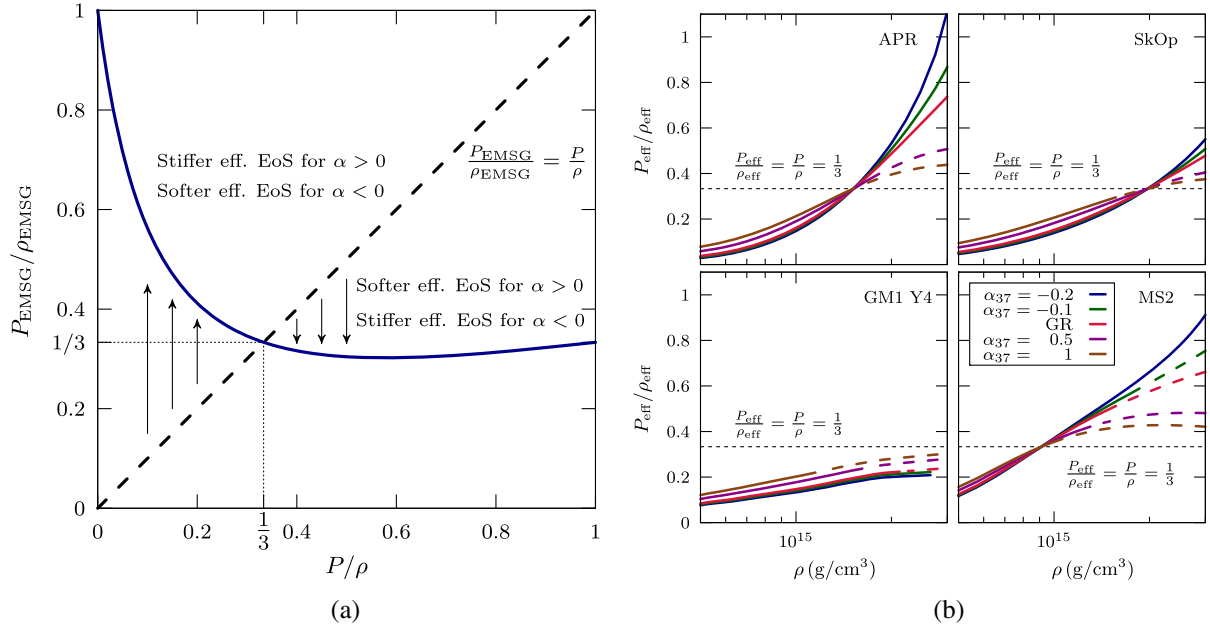 1
0.8
0.6
0.4
1/3
0.2
0
P_EMSG/ρ_EMSG
Stiffer eff. EoS for α > 0
Softer eff. EoS for α < 0
P_EMSG/ρ_EMSG = P/ρ
Softer eff. EoS for α > 0
Stiffer eff. EoS for α < 0
0 0.2 1/3 0.4 0.6 0.8 1
P/ρ
(a)
1
0.8
0.6
0.4
0.2
P_eff/ρ_eff
APR
P_eff/ρ_eff = P/ρ = 1/3
SkOp
P_eff/ρ_eff = P/ρ = 1/3
1
0.8
0.6
0.4
0.2
0
P_eff/ρ_eff
GM1 Y4
P_eff/ρ_eff = P/ρ = 1/3
10^15
ρ (g/cm^3)
MS2
α_37 = −0.2
α_37 = −0.1
GR
α_37 = 0.5
α_37 = 1
P_eff/ρ_eff = P/ρ = 1/3
10^15
ρ (g/cm^3)
(b)